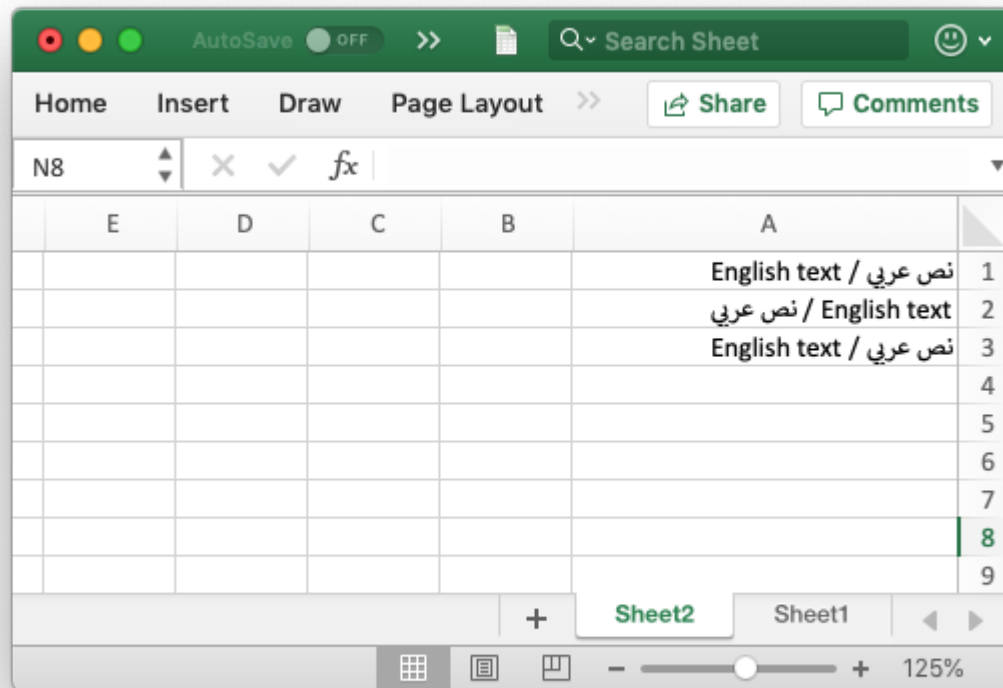 AutoSave OFF
Search Sheet
Home Insert Draw Page Layout Share Comments
N8 fx
E D C B A
نص عربي / English text 1
نص عربي / English text 2
نص عربي / English text 3
4
5
6
7
8
9
+ Sheet2 Sheet1
− + 125%